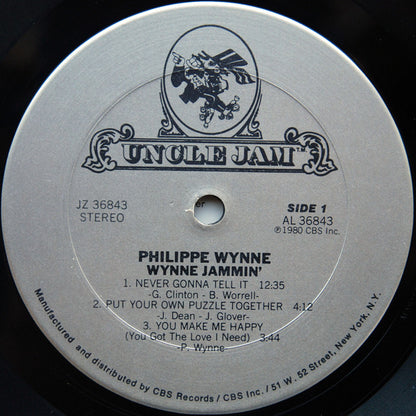 UNCLE JAM™
JZ 36843
STEREO
SIDE 1
AL 36843
℗1980 CBS Inc.
PHILIPPE WYNNE
WYNNE JAMMIN'
1. NEVER GONNA TELL IT 12:35
-G. Clinton - B. Worrell-
2. PUT YOUR OWN PUZZLE TOGETHER 4:12
-J. Dean - J. Glover-
3. YOU MAKE ME HAPPY
(You Got The Love I Need) 3:44
-P. Wynne-
Manufactured and distributed by CBS Records / CBS Inc. / 51 W. 52 Street, New York, N.Y.